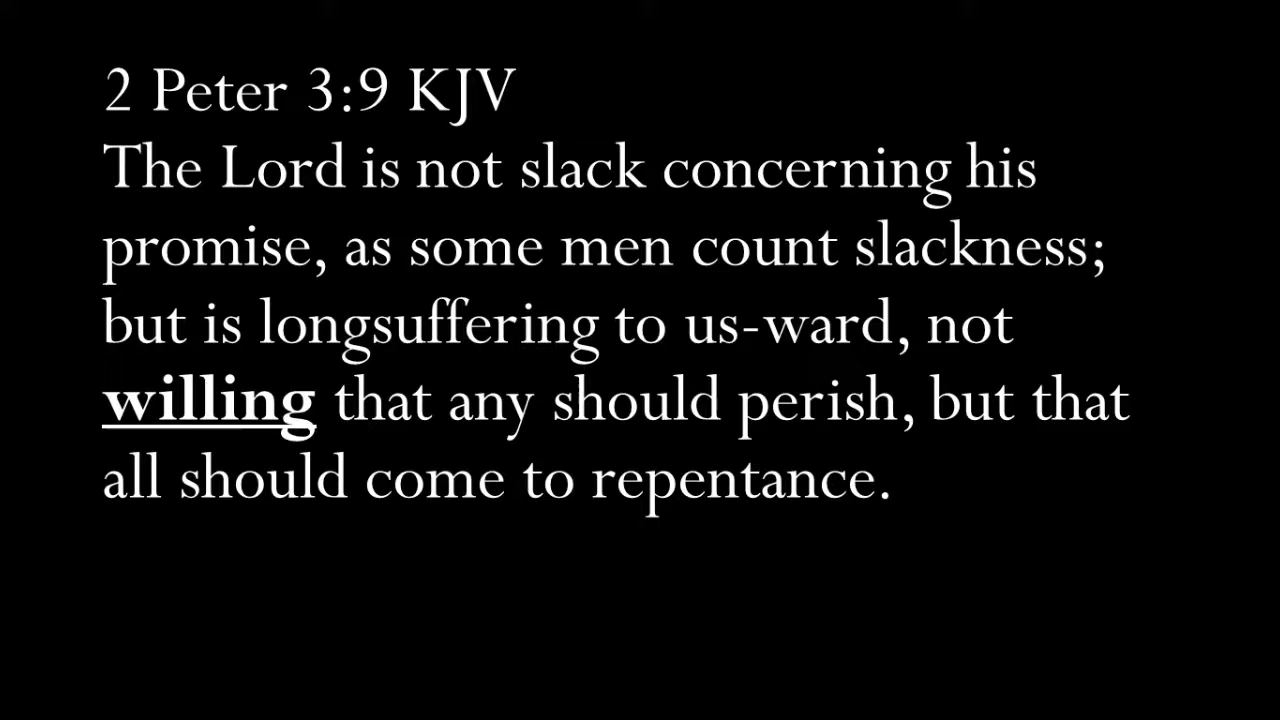 2 Peter 3:9 KJV
The Lord is not slack concerning his
promise, as some men count slackness;
but is longsuffering to us-ward, not
willing that any should perish, but that
all should come to repentance.